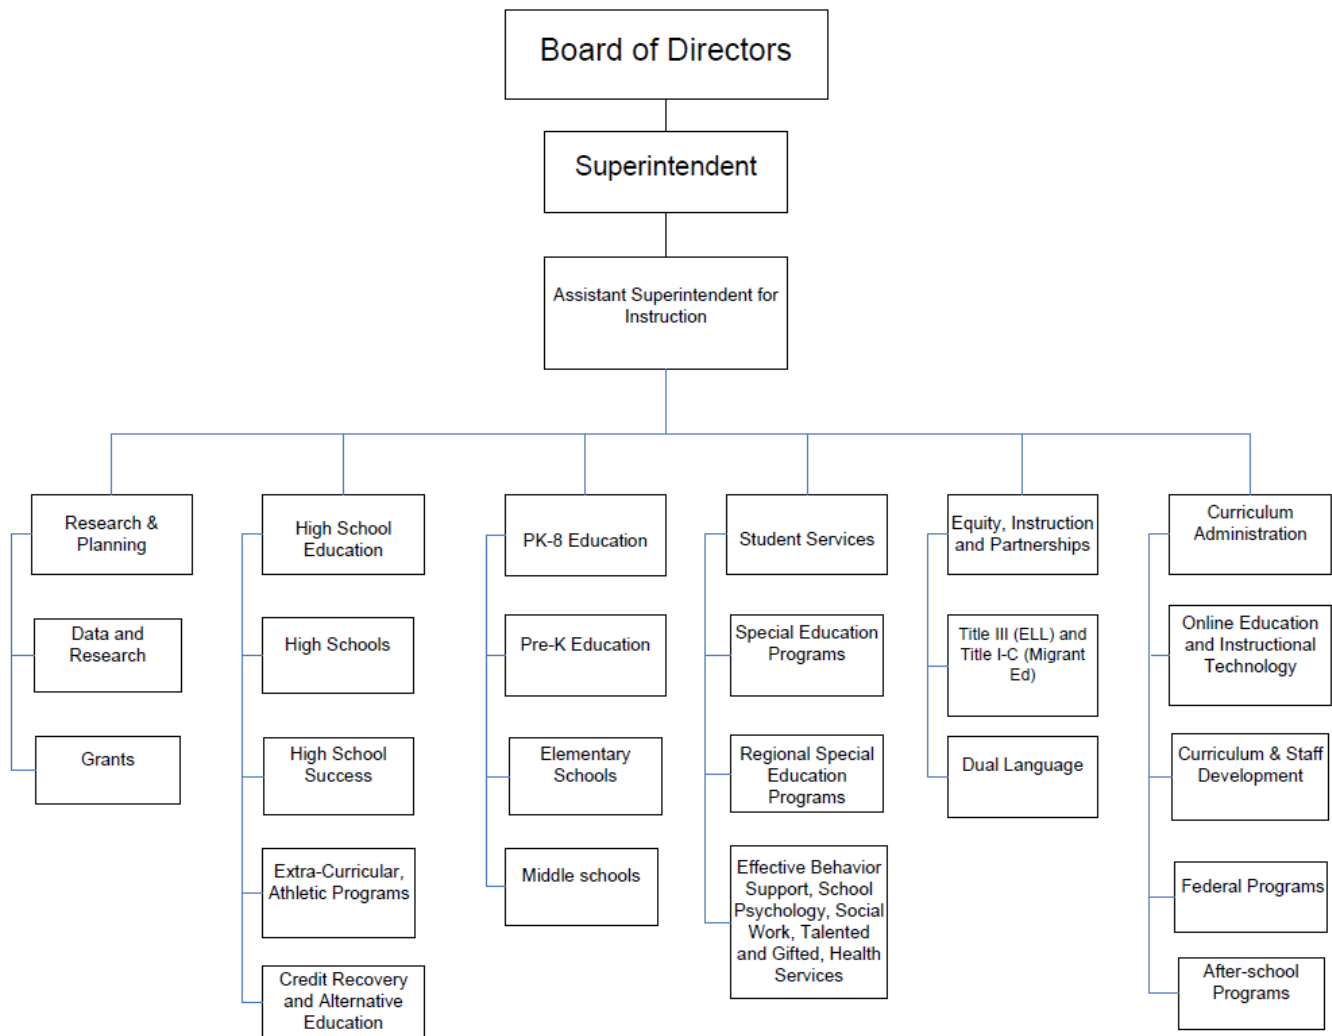 Board of Directors
Superintendent
Assistant Superintendent for
Instruction
Research &
Planning
Data and
Research
Grants
High School
Education
High Schools
High School
Success
Extra-Curricular,
Athletic Programs
Credit Recovery
and Alternative
Education
PK-8 Education
Pre-K Education
Elementary
Schools
Middle schools
Student Services
Special Education
Programs
Regional Special
Education
Programs
Effective Behavior
Support, School
Psychology, Social
Work, Talented
and Gifted, Health
Services
Equity, Instruction
and Partnerships
Title III (ELL) and
Title I-C (Migrant
Ed)
Dual Language
Curriculum
Administration
Online Education
and Instructional
Technology
Curriculum & Staff
Development
Federal Programs
After-school
Programs